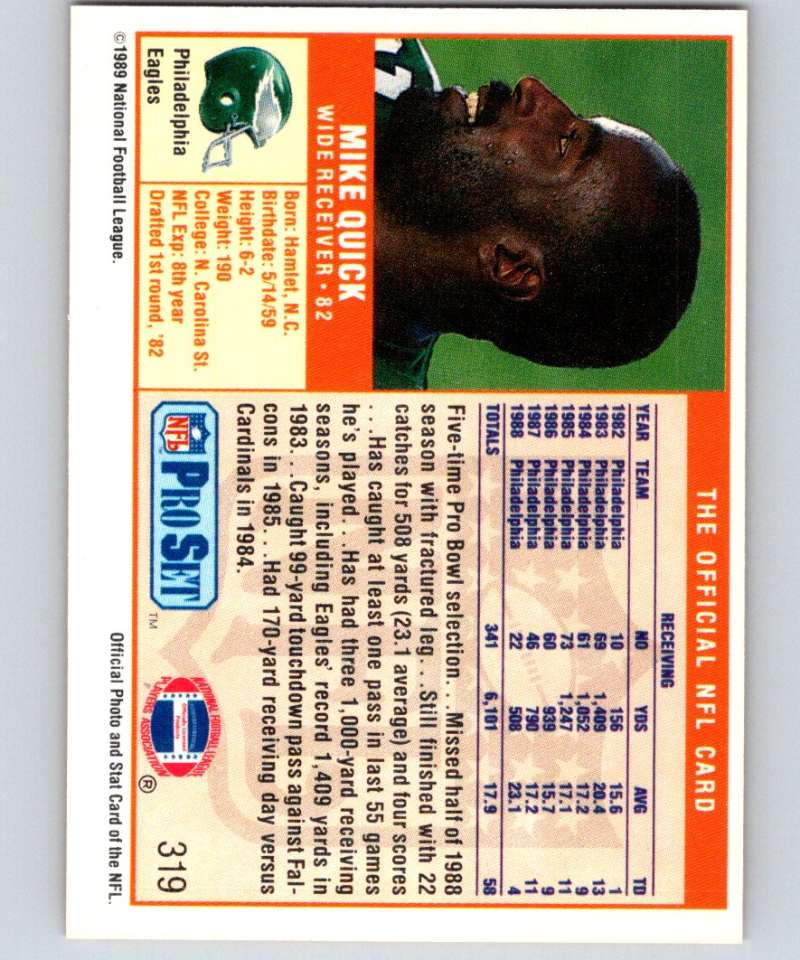 THE OFFICIAL NFL CARD
MIKE QUICK
WIDE RECEIVER • 82
Philadelphia
Eagles
Born: Hamlet, N.C.
Birthdate: 5/14/59
Height: 6-2
Weight: 190
College: N. Carolina St.
NFL Exp: 8th year
Drafted 1st round, '82
RECEIVING
YEAR TEAM NO YDS AVG TD
1982 Philadelphia 10 156 15.6 1
1983 Philadelphia 69 1,409 20.4 13
1984 Philadelphia 61 1,052 17.2 9
1985 Philadelphia 73 1,247 17.1 11
1986 Philadelphia 60 939 15.7 9
1987 Philadelphia 46 790 17.2 11
1988 Philadelphia 22 508 23.1 4
TOTALS 341 6,101 17.9 58
Five-time Pro Bowl selection...Missed half of 1988
season with fractured leg...Still finished with 22
catches for 508 yards (23.1 average) and four scores
...Has caught at least one pass in last 55 games
he's played...Has had three 1,000-yard receiving
seasons, including Eagles' record 1,409 yards in
1983...Caught 99-yard touchdown pass against Fal-
cons in 1985...Had 170-yard receiving day versus
Cardinals in 1984.
NFL PRO SET TM
NATIONAL FOOTBALL LEAGUE
Officially Licensed
Product
PLAYERS ASSOCIATION ®
319
©1989 National Football League.
Official Photo and Stat Card of the NFL.